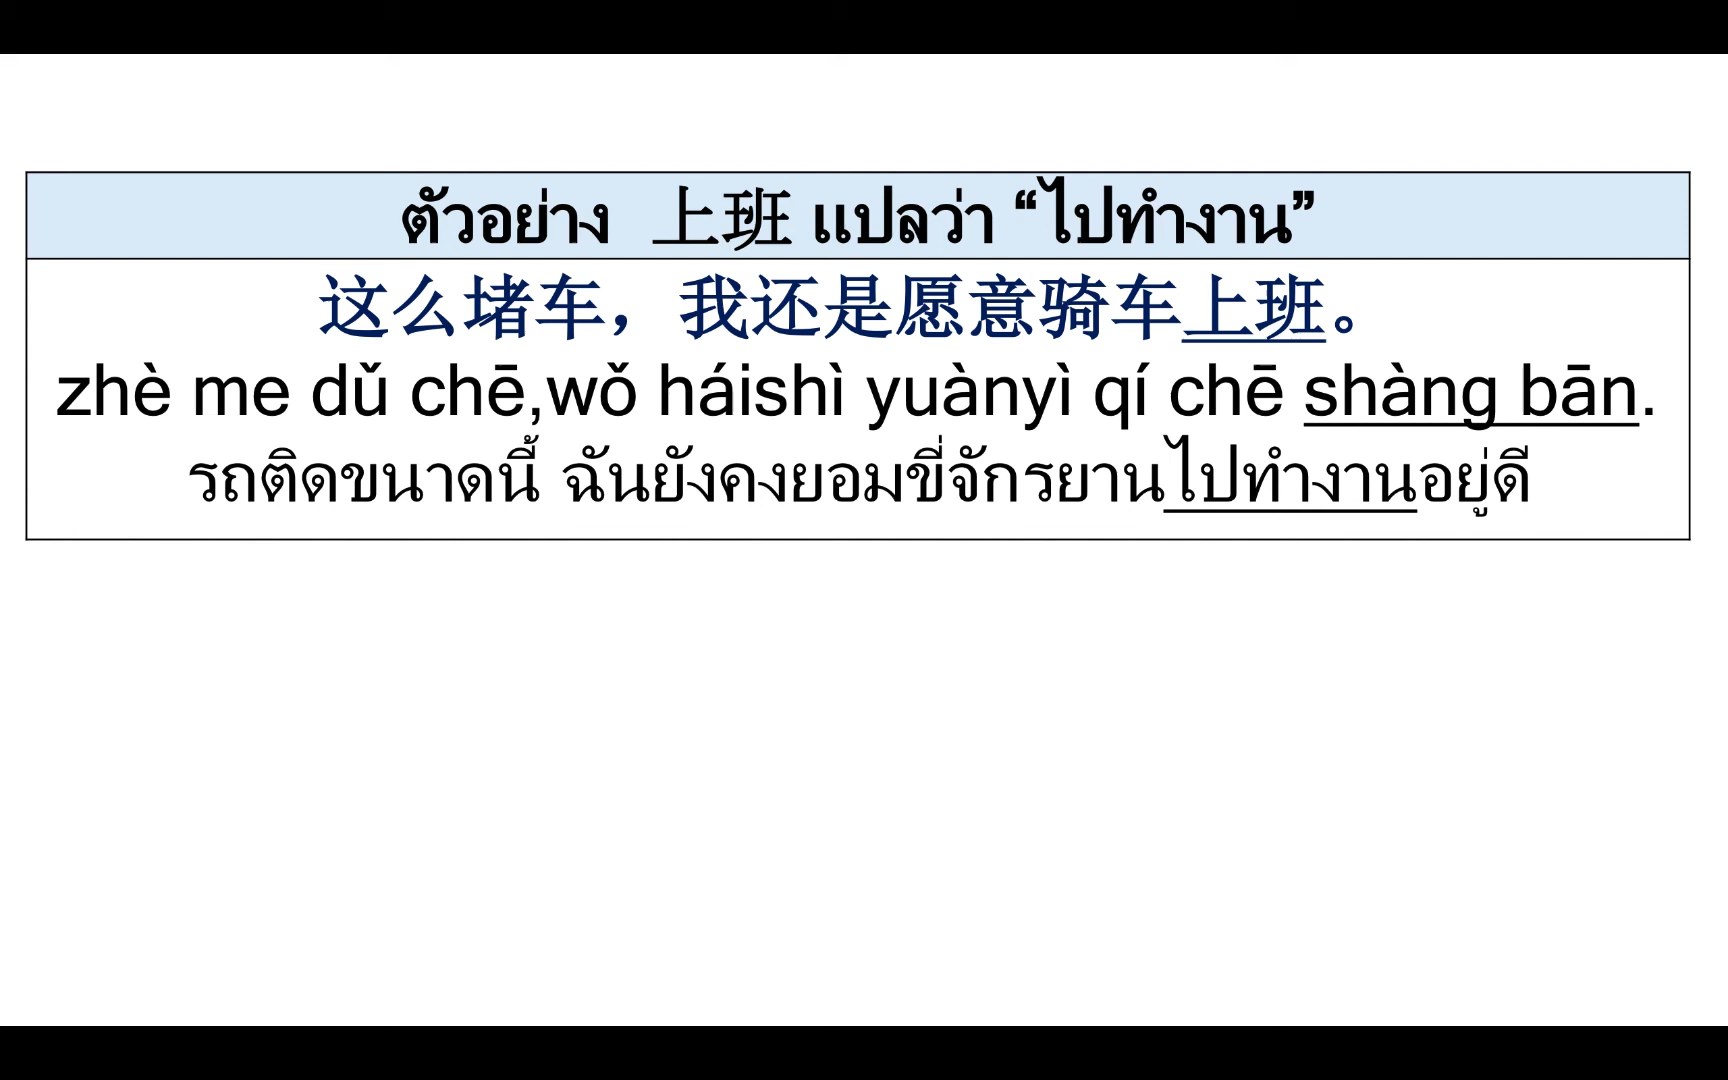 ตัวอย่าง 上班 แปลว่า “ไปทำงาน”
这么堵车，我还是愿意骑车上班。
zhè me dǔ chē,wǒ háishì yuànyì qí chē shàng bān.
รถติดขนาดนี้ ฉันยังคงยอมขี่จักรยานไปทำงานอยู่ดี